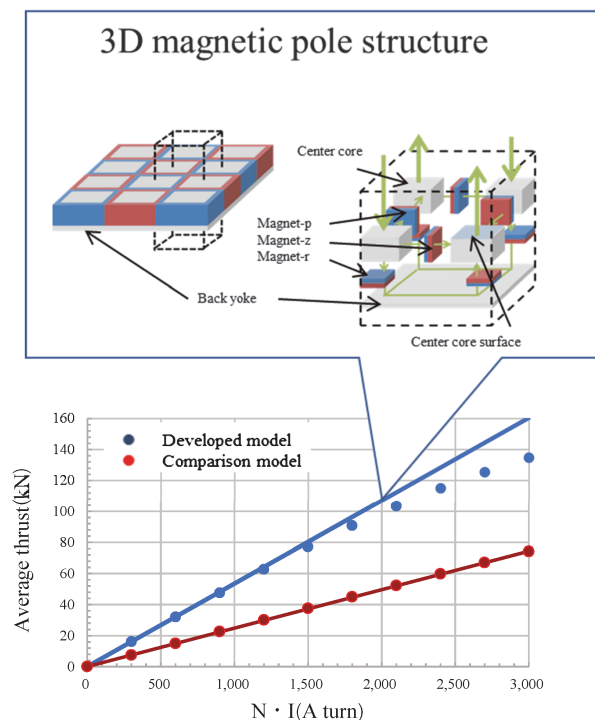 3D magnetic pole structure
Center core
Magnet-p
Magnet-z
Magnet-r
Back yoke
Center core surface
160
140
120
100
80
60
40
20
0
Average thrust(kN)
Developed model
Comparison model
0 500 1,000 1,500 2,000 2,500 3,000
N・I(A turn)